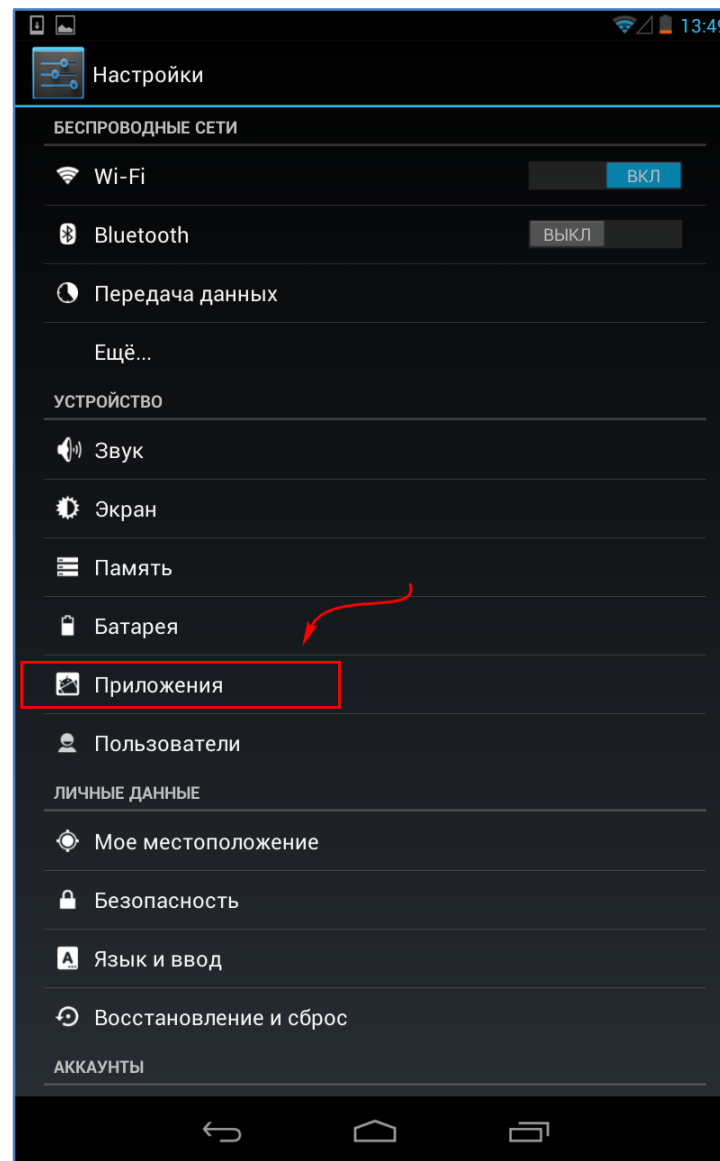 13:49
Настройки
БЕСПРОВОДНЫЕ СЕТИ
Wi-Fi ВКЛ
Bluetooth ВЫКЛ
Передача данных
Ещё...
УСТРОЙСТВО
Звук
Экран
Память
Батарея
Приложения
Пользователи
ЛИЧНЫЕ ДАННЫЕ
Мое местоположение
Безопасность
Язык и ввод
Восстановление и сброс
АККАУНТЫ